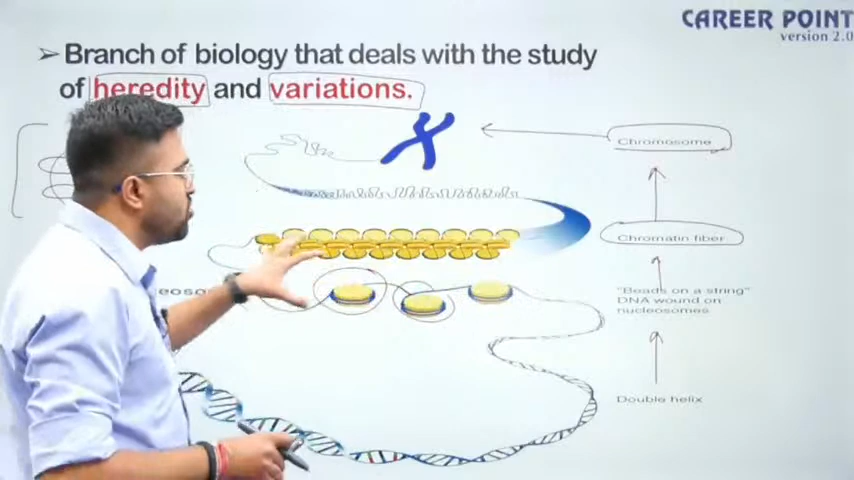 CAREER POINT
version 2.0
➢ Branch of biology that deals with the study
of heredity and variations.
Chromosome
Chromatin fiber
"Beads on a string"
DNA wound on
nucleosomes
Double helix